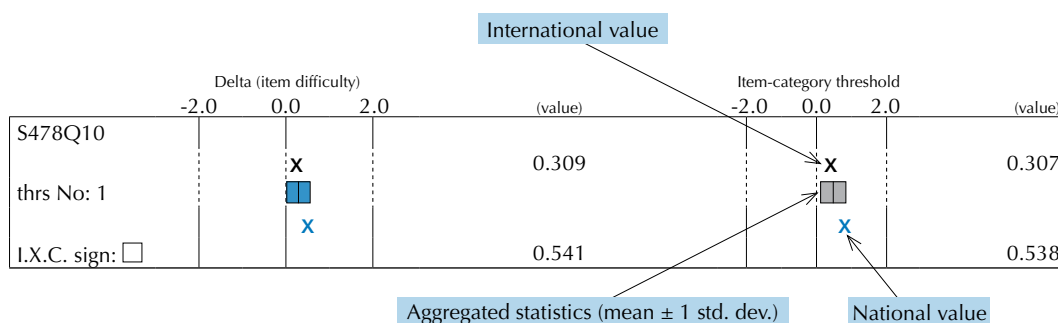 International value
Delta (item difficulty) Item-category threshold
-2.0 0.0 2.0 (value) -2.0 0.0 2.0 (value)
S478Q10
x 0.309 x 0.307
thrs No: 1
x x
I.X.C. sign: 0.541 0.538
Aggregated statistics (mean ± 1 std. dev.) National value